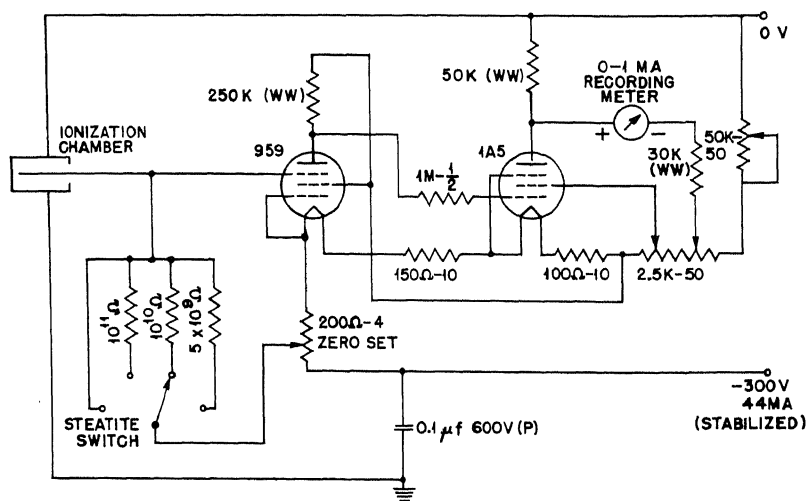 0 V
50K (WW)
0-1 MA
RECORDING
METER
+
−
250K (WW)
IONIZATION
CHAMBER
959
1A5
50K-
50
30K
(WW)
1M-½
150Ω-10
100Ω-10
2.5K-50
10¹¹Ω
10¹⁰Ω
5 x 10⁹Ω
200Ω-4
ZERO SET
STEATITE
SWITCH
-300V
44MA
(STABILIZED)
0.1 µf 600V (P)